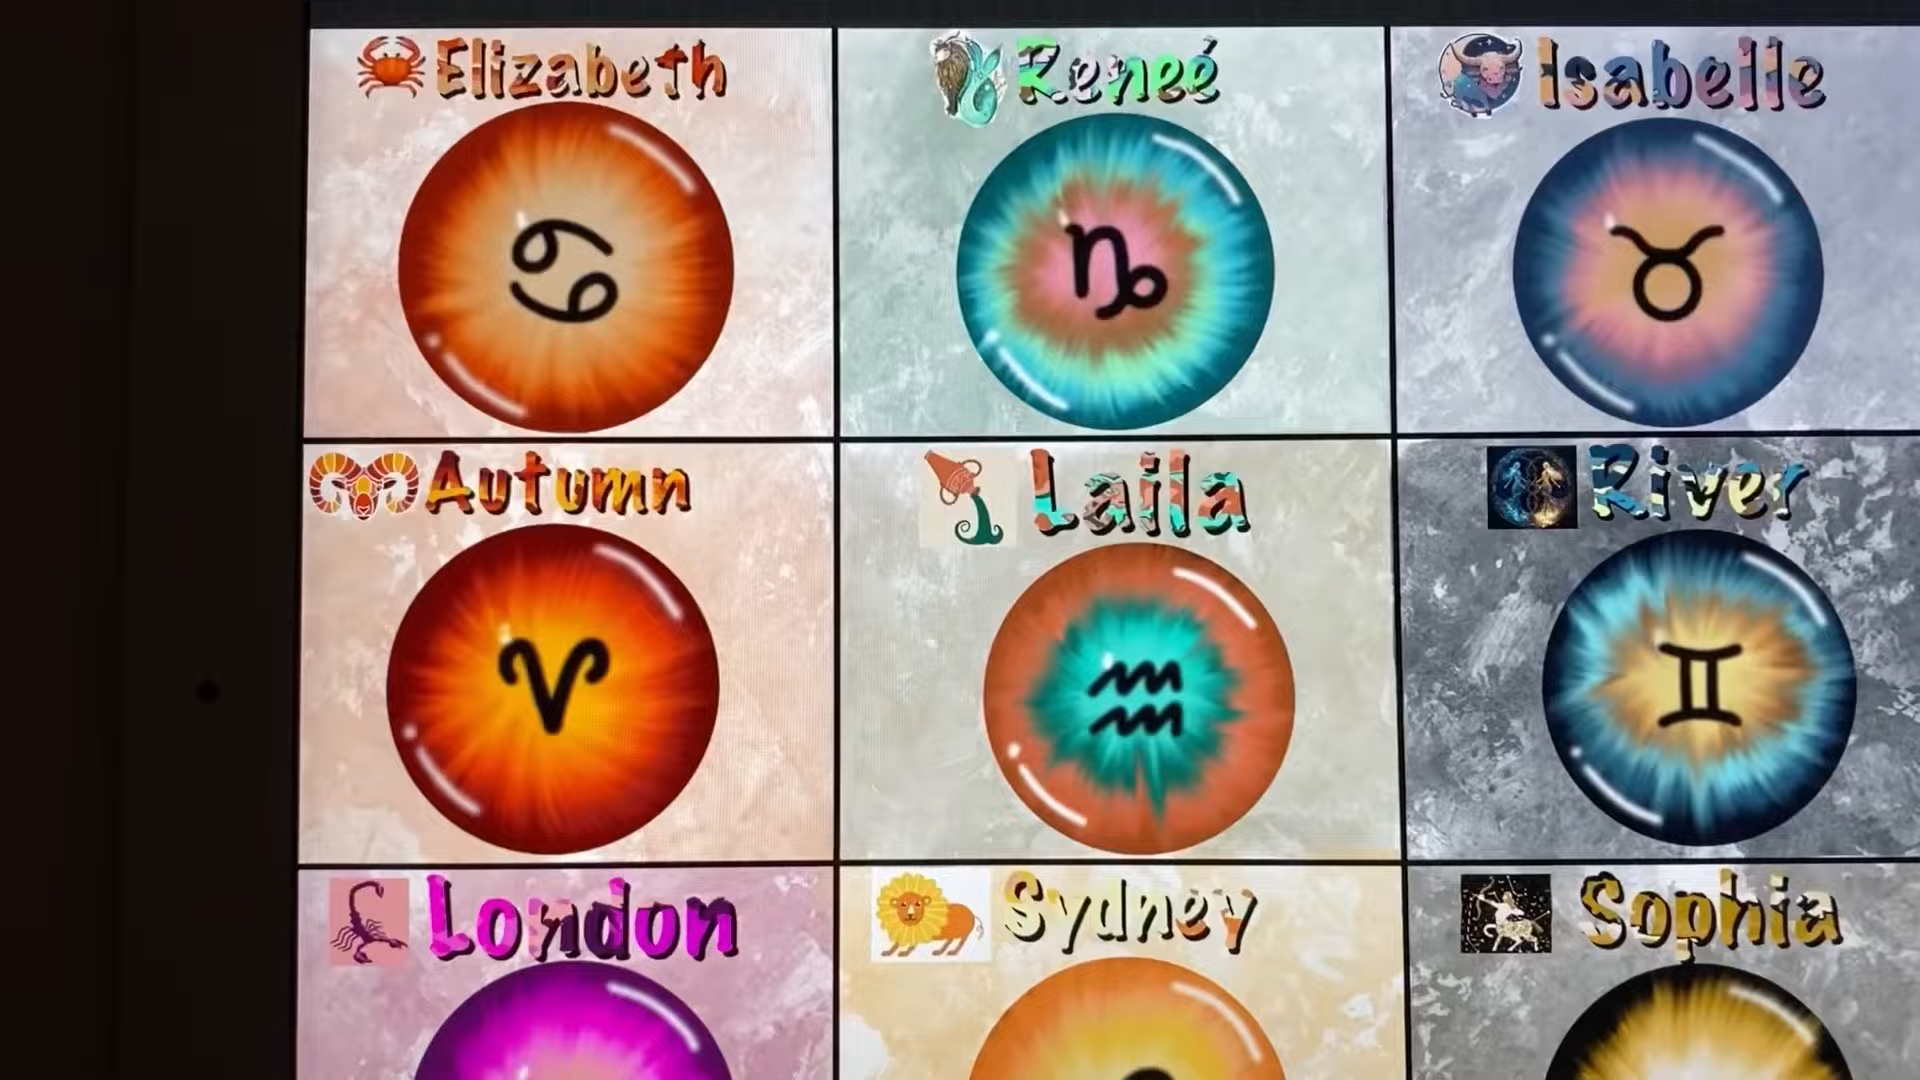 Elizabeth
Reneé
Isabelle
♋
♑
♉
Autumn
Laila
River
♈
♒
♊
London
Sydney
Sophia